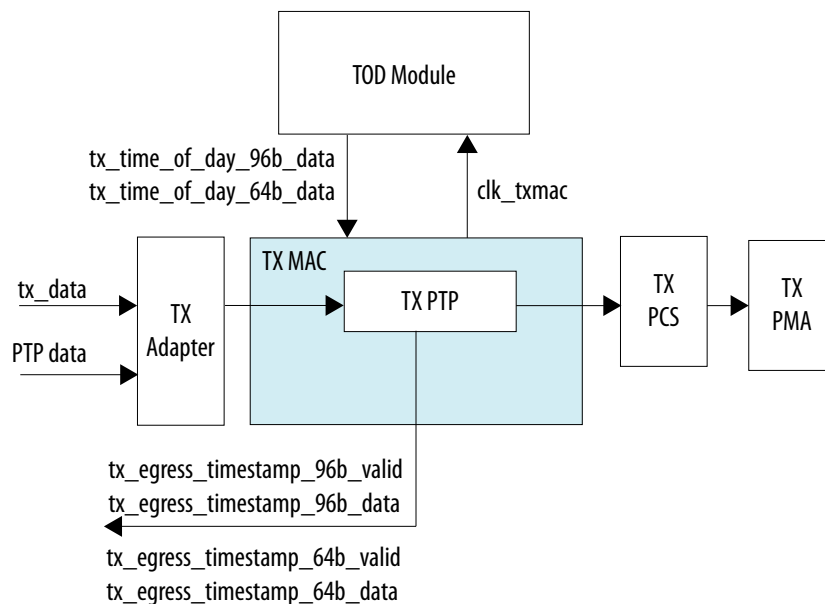 TOD Module
tx_time_of_day_96b_data
tx_time_of_day_64b_data
clk_txmac
TX MAC
TX PTP
tx_data
PTP data
TX
Adapter
TX
PCS
TX
PMA
tx_egress_timestamp_96b_valid
tx_egress_timestamp_96b_data
tx_egress_timestamp_64b_valid
tx_egress_timestamp_64b_data